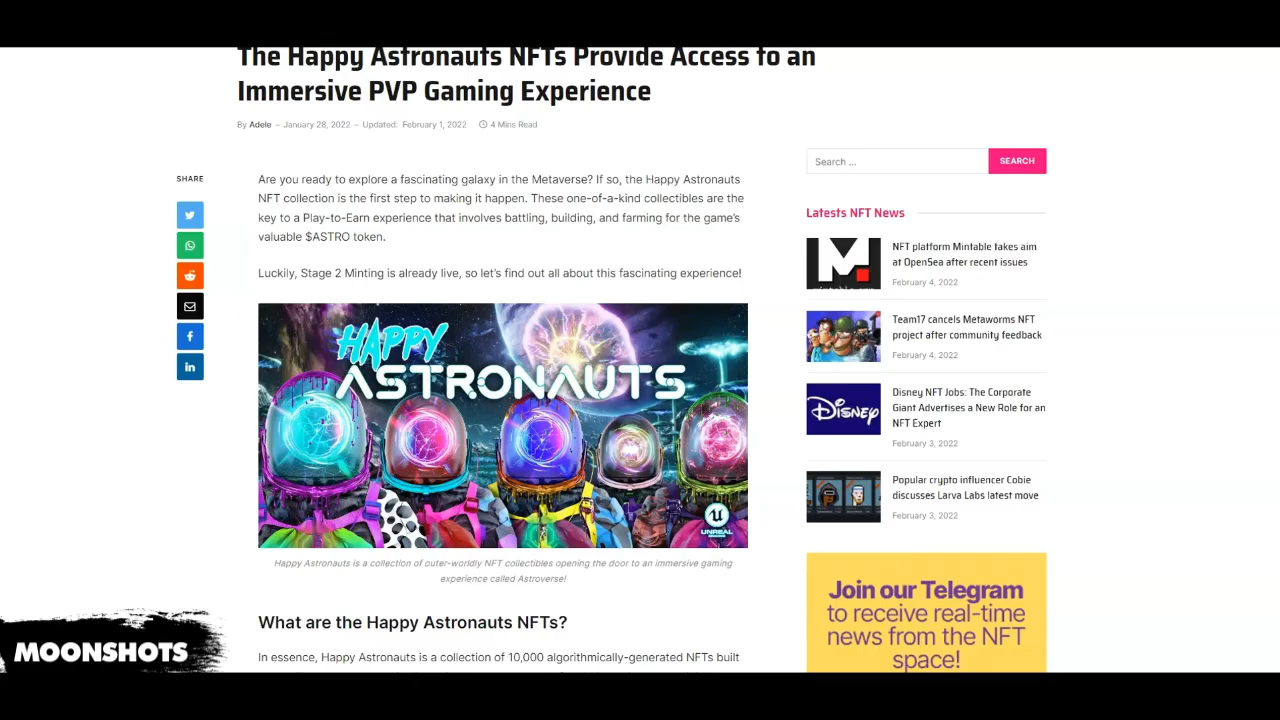 The Happy Astronauts NFTs Provide Access to an
Immersive PVP Gaming Experience
By Adele – January 28, 2022 – Updated: February 1, 2022 4 Mins Read
SHARE
Are you ready to explore a fascinating galaxy in the Metaverse? If so, the Happy Astronauts
NFT collection is the first step to making it happen. These one-of-a-kind collectibles are the
key to a Play-to-Earn experience that involves battling, building, and farming for the game's
valuable $ASTRO token.
Luckily, Stage 2 Minting is already live, so let's find out all about this fascinating experience!
HAPPY
ASTRONAUTS
UNREAL
Happy Astronauts is a collection of outer-worldly NFT collectibles opening the door to an immersive gaming
experience called Astroverse!
What are the Happy Astronauts NFTs?
In essence, Happy Astronauts is a collection of 10,000 algorithmically-generated NFTs built
Search ...
SEARCH
Latests NFT News
NFT platform Mintable takes aim
at OpenSea after recent issues
February 4, 2022
Team17 cancels Metaworms NFT
project after community feedback
February 4, 2022
Disney
Disney NFT Jobs: The Corporate
Giant Advertises a New Role for an
NFT Expert
February 3, 2022
Popular crypto influencer Cobie
discusses Larva Labs latest move
February 3, 2022
Join our Telegram
to receive real-time
news from the NFT
space!
MOONSHOTS